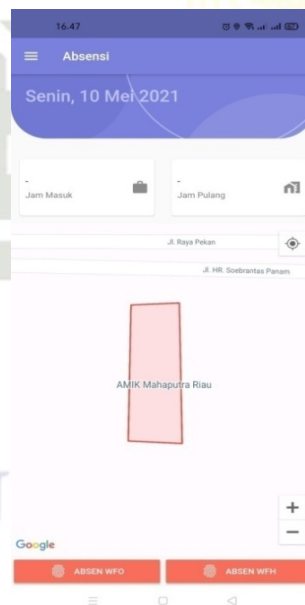 16.47
Absensi
Senin, 10 Mei 2021
-
Jam Masuk
-
Jam Pulang
Jl. Raya Pekan
Jl. HR. Soebrantas Panam
AMIK Mahaputra Riau
+
−
Google
ABSEN WFO
ABSEN WFH